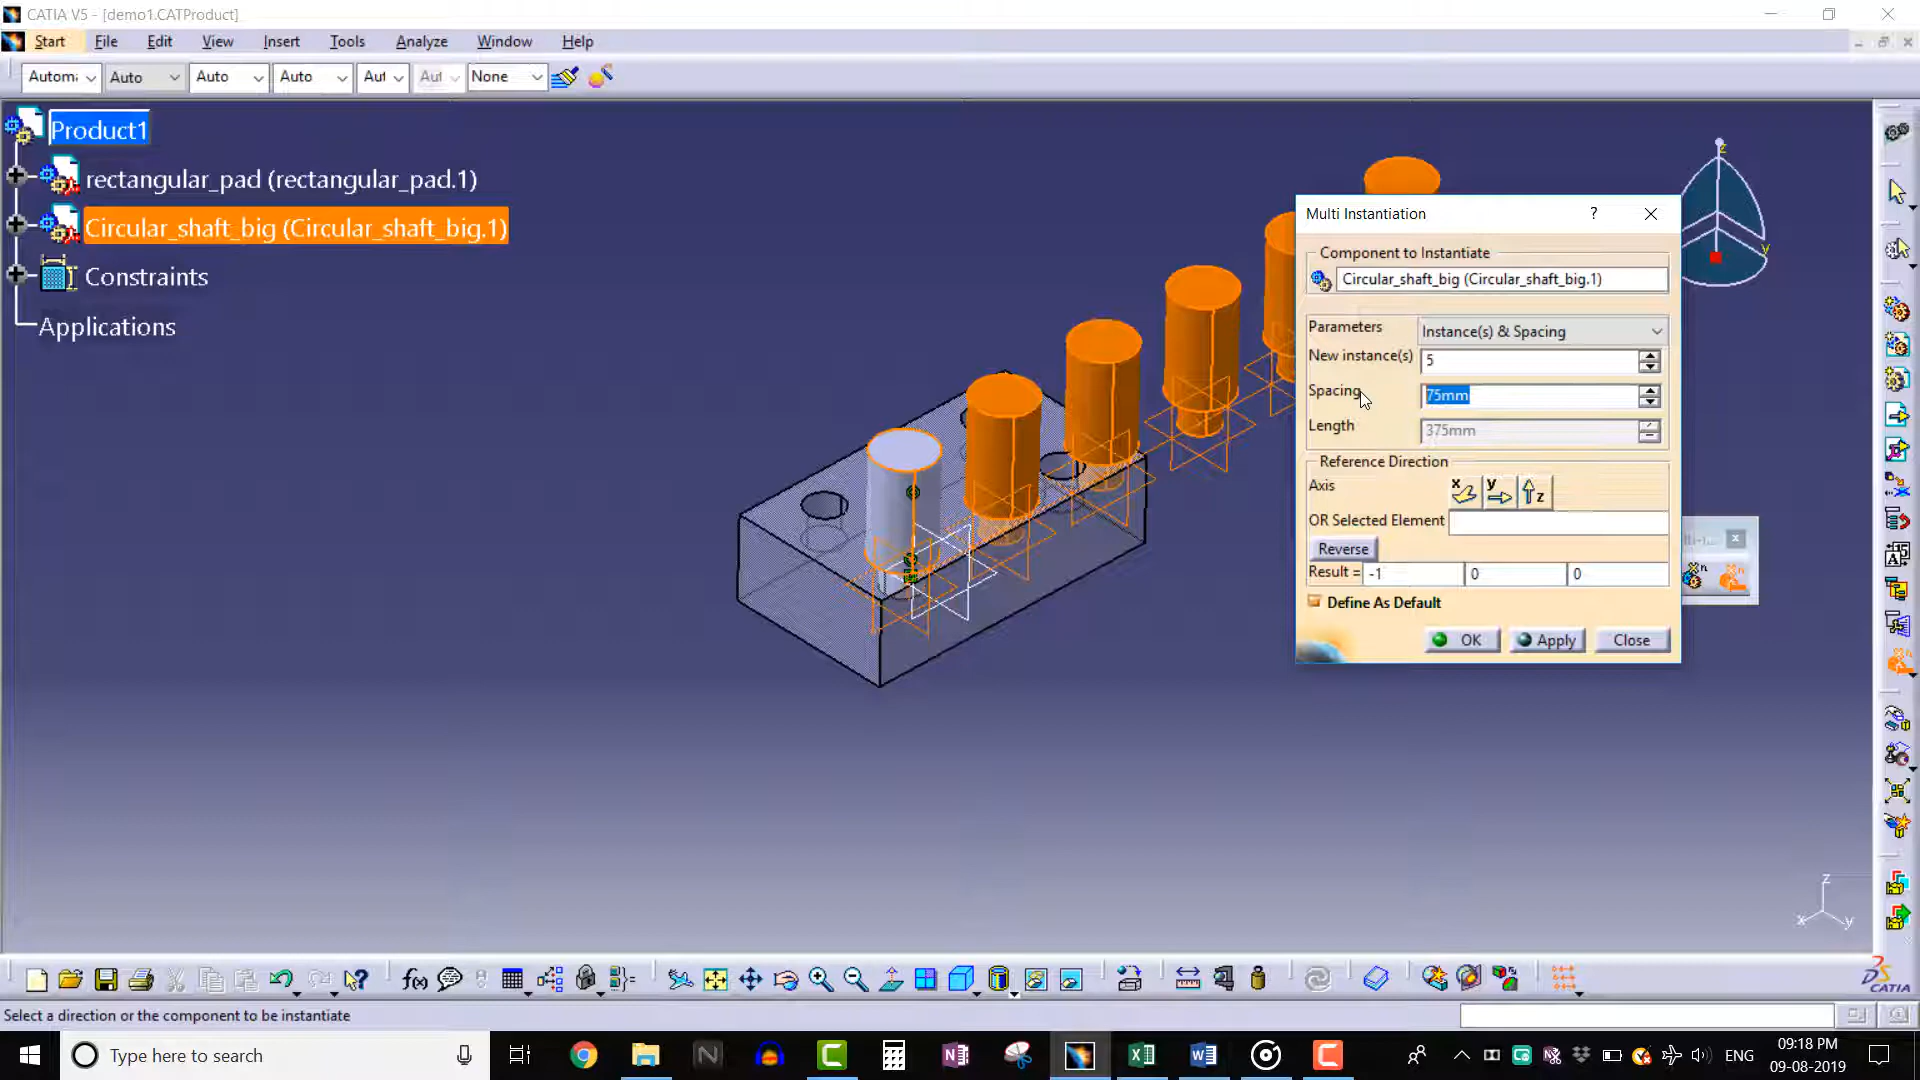 CATIA V5 - [demo1.CATProduct]
Start File Edit View Insert Tools Analyze Window Help
Automa Auto Auto Auto Aut Aut None
Product1
rectangular_pad (rectangular_pad.1)
Circular_shaft_big (Circular_shaft_big.1)
Constraints
Applications
z
y
Multi Instantiation ?
Component to Instantiate
Circular_shaft_big (Circular_shaft_big.1)
Parameters Instance(s) & Spacing
New instance(s) 5
Spacing 75mm
Length 375mm
Reference Direction
Axis x y z
OR Selected Element
Reverse
Result = -1 0 0
Define As Default
OK Apply Close
z
x y
f(x)
CATIA
Select a direction or the component to be instantiate
Type here to search
ENG
09:18 PM
09-08-2019